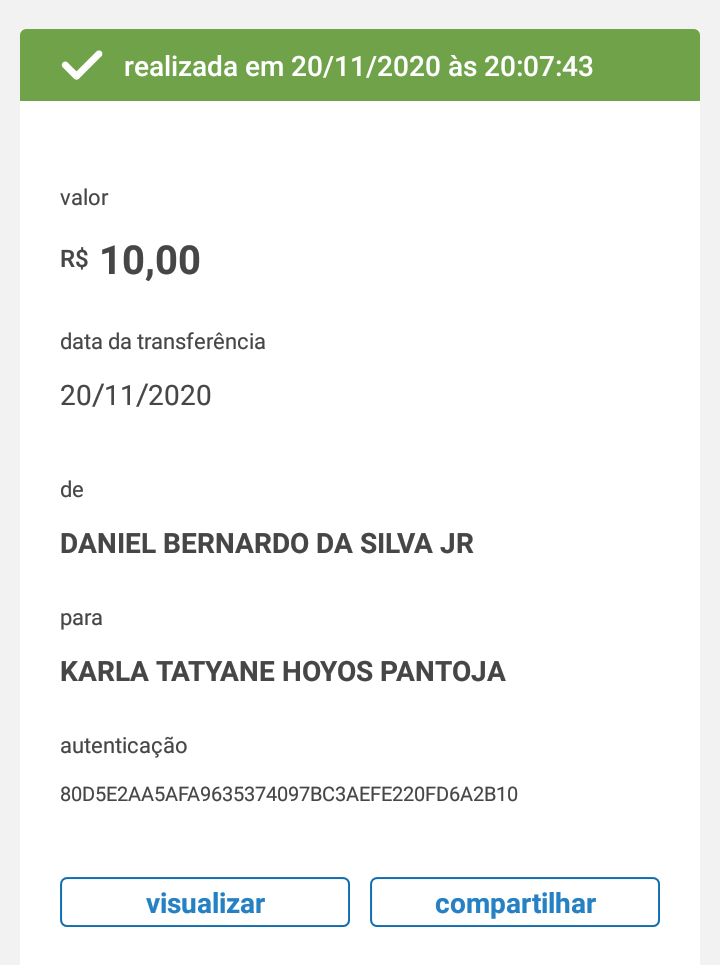 realizada em 20/11/2020 às 20:07:43
valor
R$ 10,00
data da transferência
20/11/2020
de
DANIEL BERNARDO DA SILVA JR
para
KARLA TATYANE HOYOS PANTOJA
autenticação
80D5E2AA5AFA9635374097BC3AEFE220FD6A2B10
visualizar
compartilhar